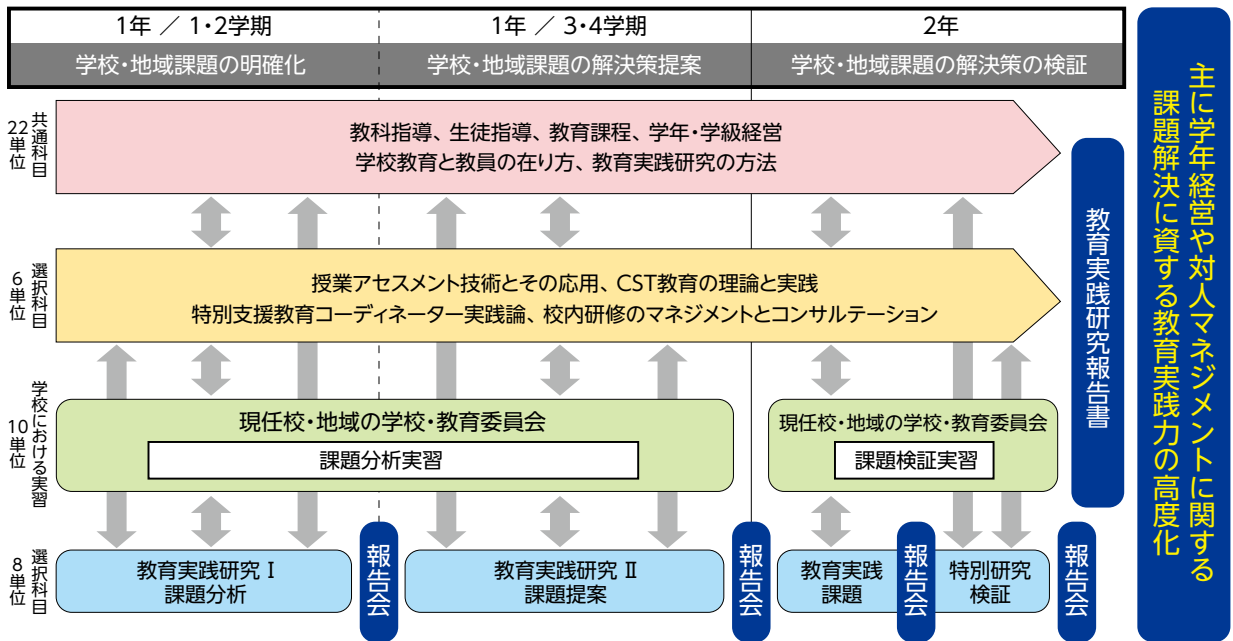 1年 ／ 1・2学期
1年 ／ 3・4学期
2年
学校・地域課題の明確化
学校・地域課題の解決策提案
学校・地域課題の解決策の検証
共通科目
22単位
教科指導、生徒指導、教育課程、学年・学級経営
学校教育と教員の在り方、教育実践研究の方法
選択科目
6単位
授業アセスメント技術とその応用、CST教育の理論と実践
特別支援教育コーディネーター実践論、校内研修のマネジメントとコンサルテーション
学校における実習
10単位
現任校・地域の学校・教育委員会
課題分析実習
現任校・地域の学校・教育委員会
課題検証実習
選択科目
8単位
教育実践研究 Ⅰ
課題分析
報告会
教育実践研究 Ⅱ
課題提案
報告会
教育実践
課題
報告会
特別研究
検証
報告会
教育実践研究報告書
主に学年経営や対人マネジメントに関する
課題解決に資する教育実践力の高度化